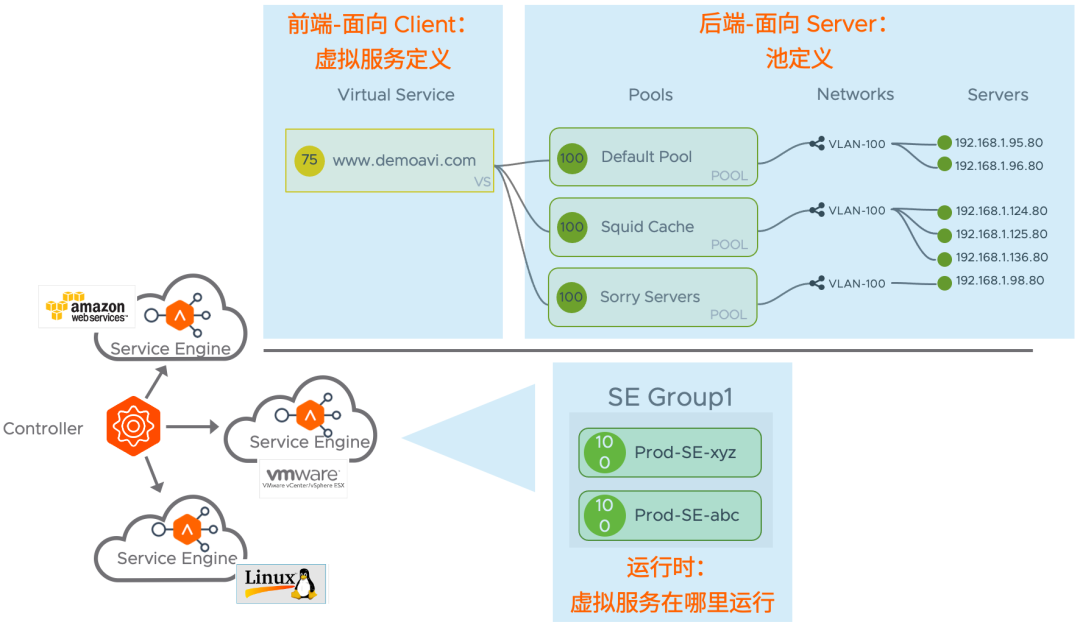 前端-面向 Client：
虚拟服务定义
Virtual Service
75 www.demoavi.com
VS
后端-面向 Server：
池定义
Pools
Networks
Servers
100 Default Pool
POOL
VLAN-100
192.168.1.95.80
192.168.1.96.80
100 Squid Cache
POOL
VLAN-100
192.168.1.124.80
192.168.1.125.80
192.168.1.136.80
100 Sorry Servers
POOL
VLAN-100
192.168.1.98.80
amazon
web services™
Service Engine
Controller
Service Engine
vmware®
VMware vCenter/vSphere ESX
Service Engine
Linux
SE Group1
10
0
Prod-SE-xyz
10
0
Prod-SE-abc
运行时：
虚拟服务在哪里运行